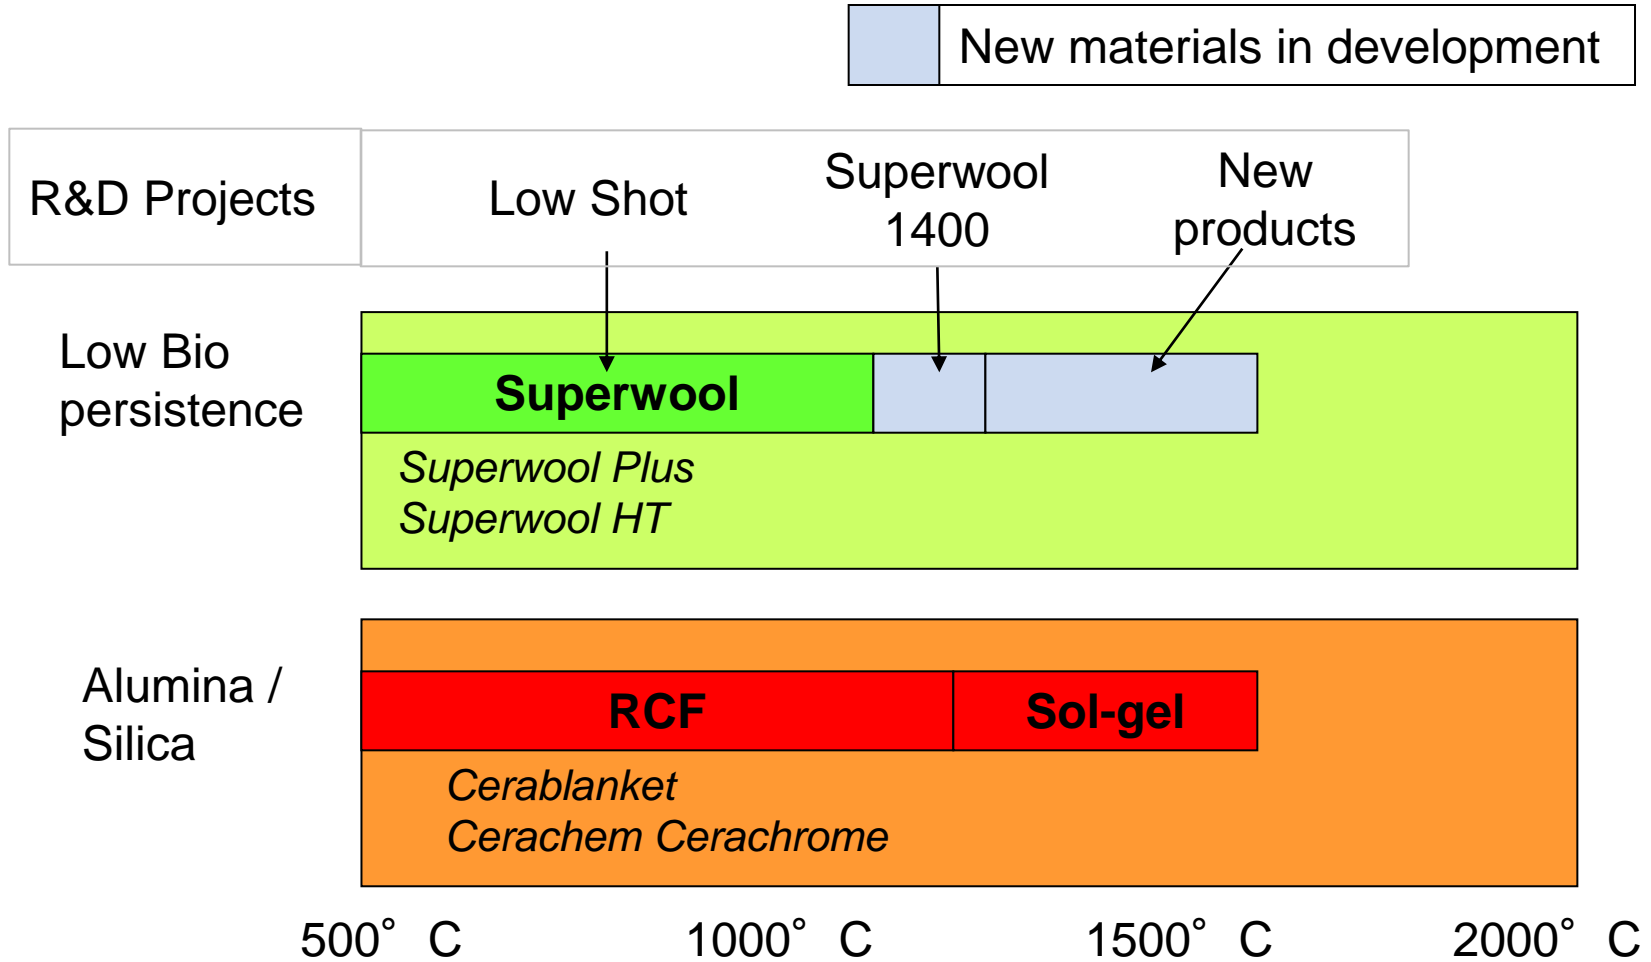 New materials in development
R&D Projects
Low Shot
Superwool
1400
New
products
Low Bio
persistence
Superwool
Superwool Plus
Superwool HT
Alumina /
Silica
RCF
Sol-gel
Cerablanket
Cerachem Cerachrome
500° C
1000° C
1500° C
2000° C